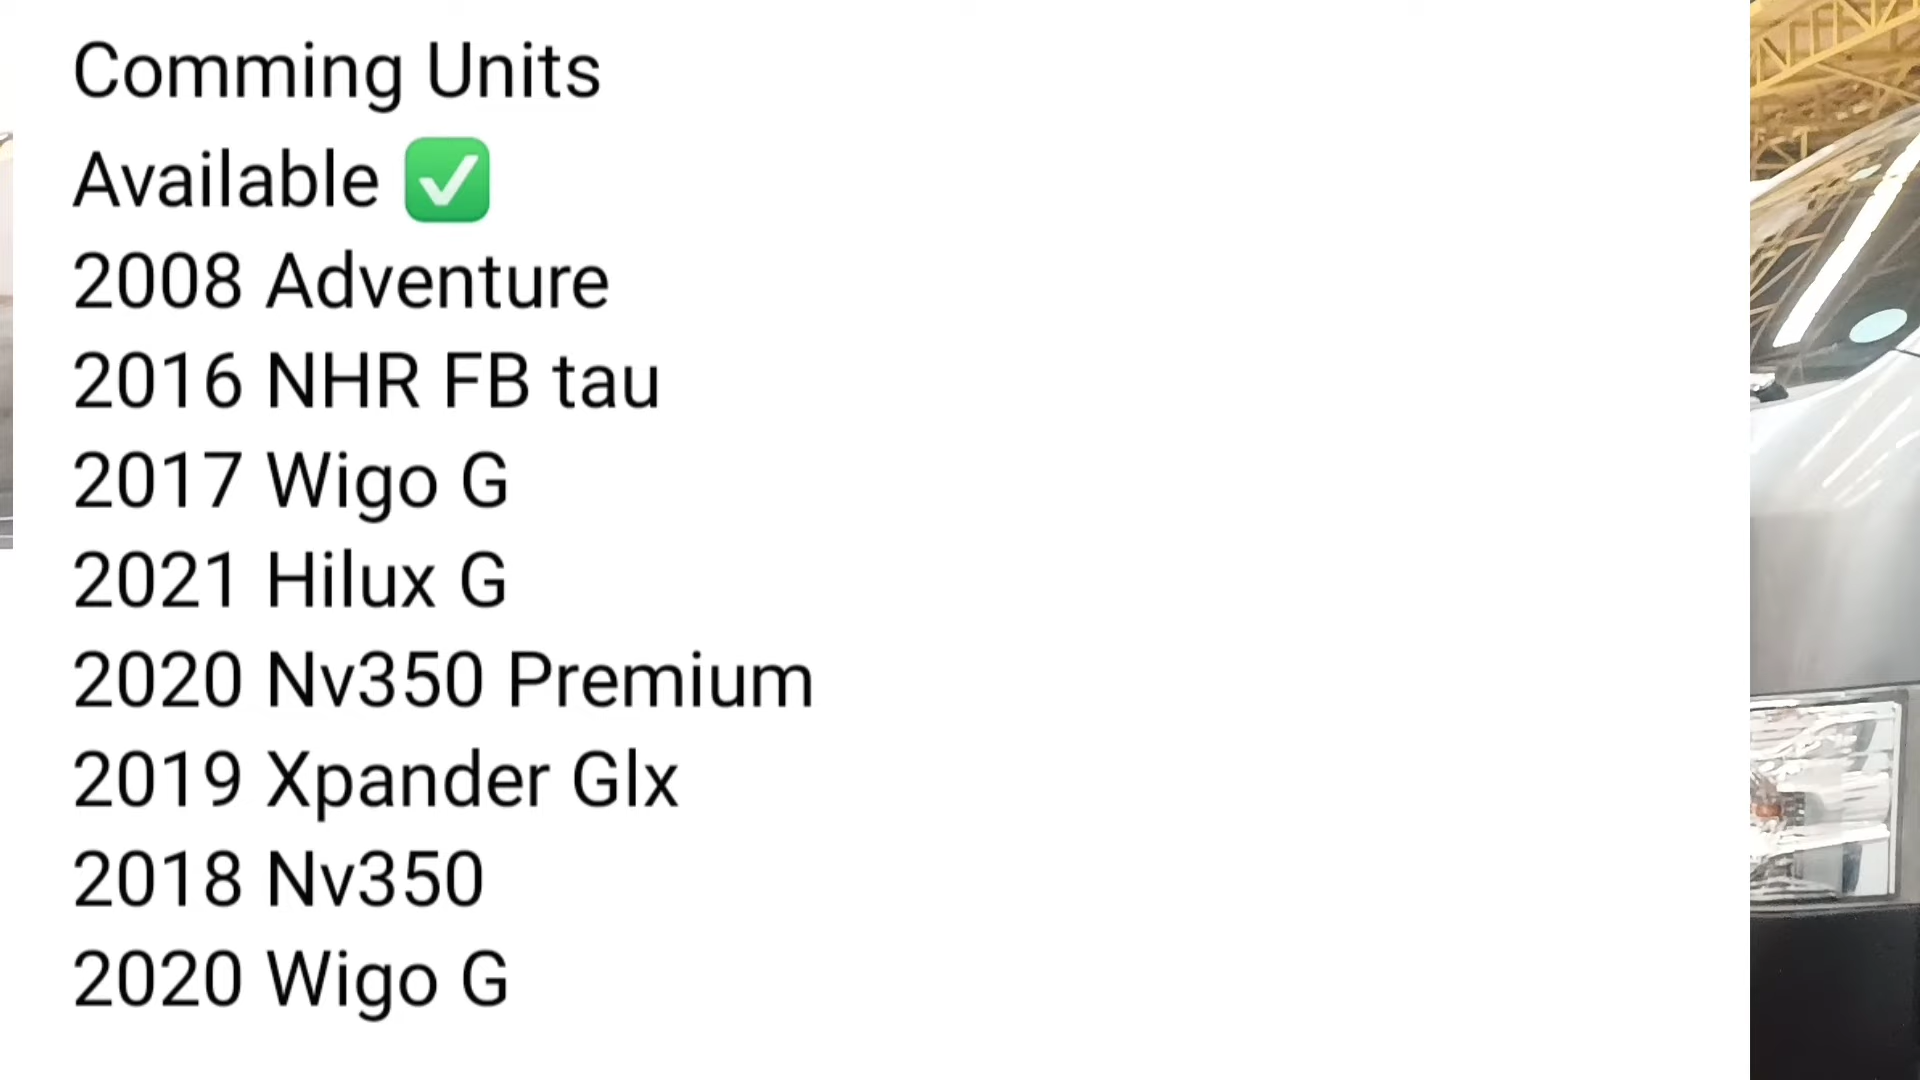 Comming Units
Available ✅
2008 Adventure
2016 NHR FB tau
2017 Wigo G
2021 Hilux G
2020 Nv350 Premium
2019 Xpander Glx
2018 Nv350
2020 Wigo G